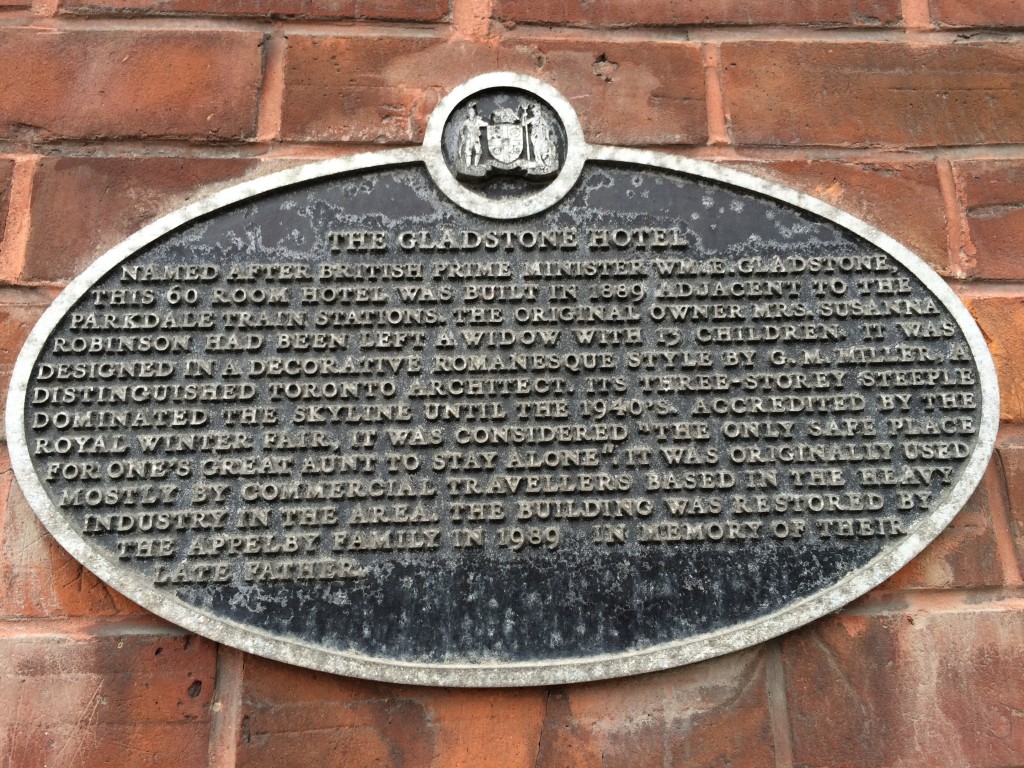 THE GLADSTONE HOTEL
NAMED AFTER BRITISH PRIME MINISTER WM. E. GLADSTONE,
THIS 60 ROOM HOTEL WAS BUILT IN 1889 ADJACENT TO THE
PARKDALE TRAIN STATIONS. THE ORIGINAL OWNER MRS. SUSANNA
ROBINSON HAD BEEN LEFT A WIDOW WITH 13 CHILDREN. IT WAS
DESIGNED IN A DECORATIVE ROMANESQUE STYLE BY G. M. MILLER, A
DISTINGUISHED TORONTO ARCHITECT. ITS THREE-STOREY STEEPLE
DOMINATED THE SKYLINE UNTIL THE 1940'S. ACCREDITED BY THE
ROYAL WINTER FAIR, IT WAS CONSIDERED "THE ONLY SAFE PLACE
FOR ONE'S GREAT AUNT TO STAY ALONE". IT WAS ORIGINALLY USED
MOSTLY BY COMMERCIAL TRAVELLERS BASED IN THE HEAVY
INDUSTRY IN THE AREA. THE BUILDING WAS RESTORED BY
THE APPELBY FAMILY IN 1989 IN MEMORY OF THEIR
LATE FATHER.